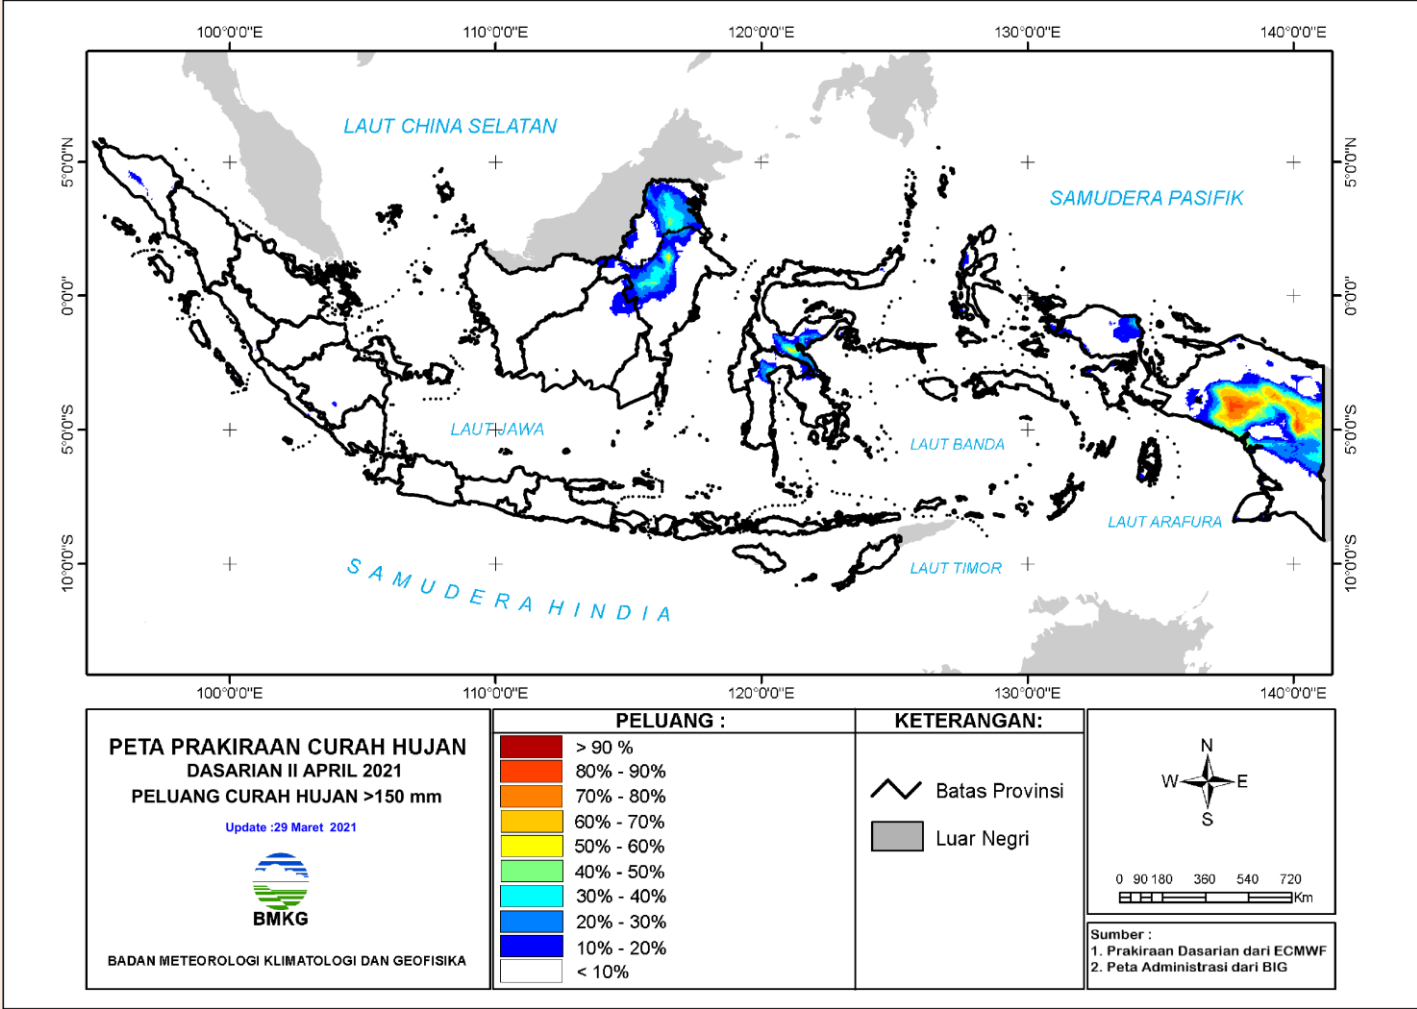 100°0'0"E 110°0'0"E 120°0'0"E 130°0'0"E 140°0'0"E
LAUT CHINA SELATAN
5°0'0"N 5°0'0"N
SAMUDERA PASIFIK
0°0'0" 0°0'0"
5°0'0"S 5°0'0"S
LAUT JAWA
LAUT BANDA
LAUT ARAFURA
10°0'0"S 10°0'0"S
LAUT TIMOR
SAMUDERA HINDIA
100°0'0"E 110°0'0"E 120°0'0"E 130°0'0"E 140°0'0"E
PETA PRAKIRAAN CURAH HUJAN
DASARIAN II APRIL 2021
PELUANG CURAH HUJAN >150 mm
Update :29 Maret 2021
BMKG
BADAN METEOROLOGI KLIMATOLOGI DAN GEOFISIKA
PELUANG :
> 90 %
80% - 90%
70% - 80%
60% - 70%
50% - 60%
40% - 50%
30% - 40%
20% - 30%
10% - 20%
< 10%
KETERANGAN:
Batas Provinsi
Luar Negri
N
W E
S
0 90 180 360 540 720
Km
Sumber :
1. Prakiraan Dasarian dari ECMWF
2. Peta Administrasi dari BIG